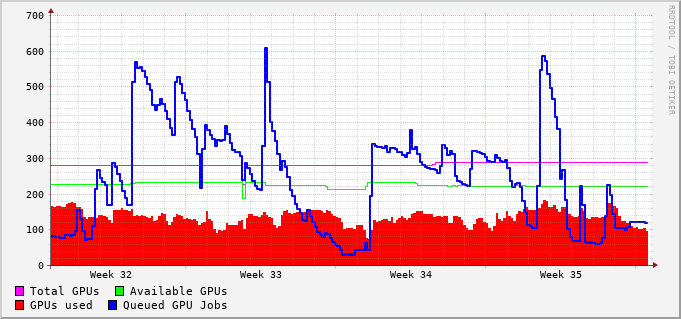 700
600
500
400
300
200
100
0
Week 32 Week 33 Week 34 Week 35
Total GPUs Available GPUs
GPUs used Queued GPU Jobs
RRDTOOL / TOBI OETIKER